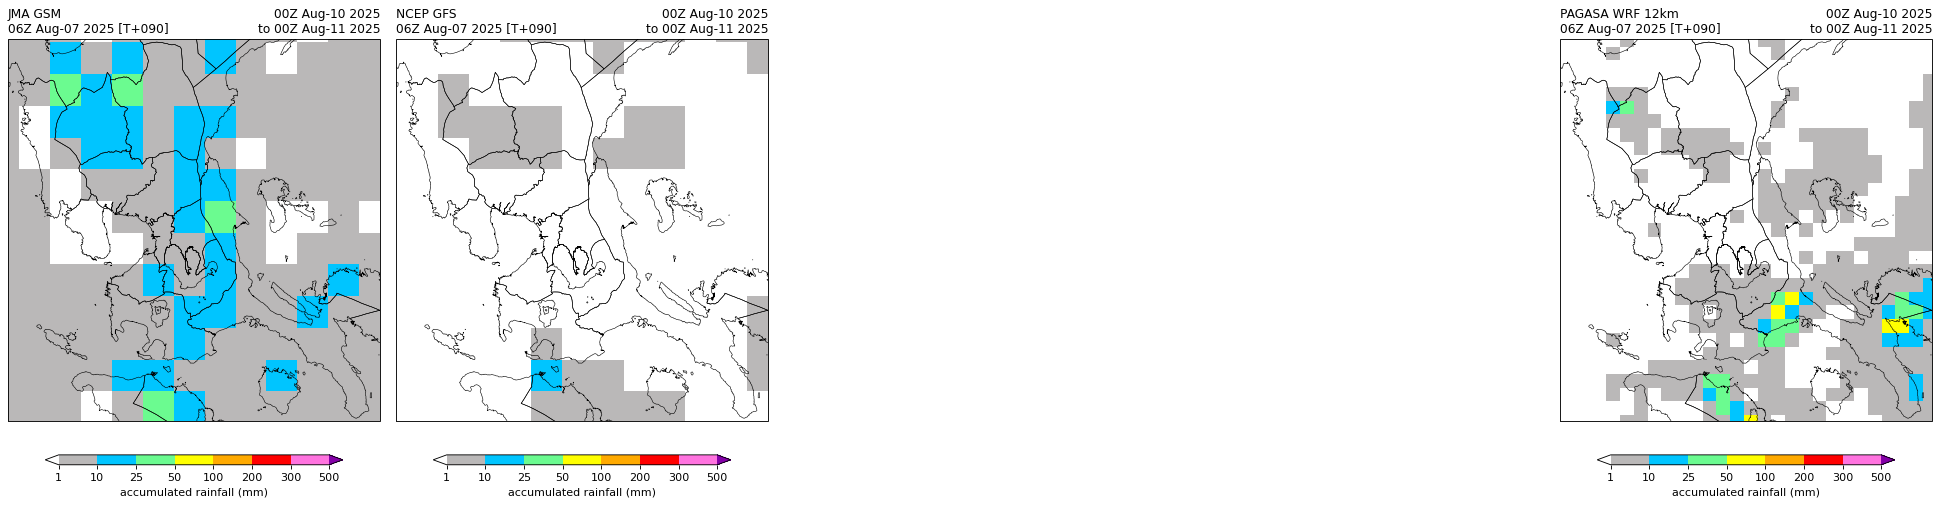 JMA GSM 00Z Aug-10 2025
06Z Aug-07 2025 [T+090] to 00Z Aug-11 2025
1 10 25 50 100 200 300 500
accumulated rainfall (mm)
NCEP GFS 00Z Aug-10 2025
06Z Aug-07 2025 [T+090] to 00Z Aug-11 2025
1 10 25 50 100 200 300 500
accumulated rainfall (mm)
PAGASA WRF 12km 00Z Aug-10 2025
06Z Aug-07 2025 [T+090] to 00Z Aug-11 2025
1 10 25 50 100 200 300 500
accumulated rainfall (mm)